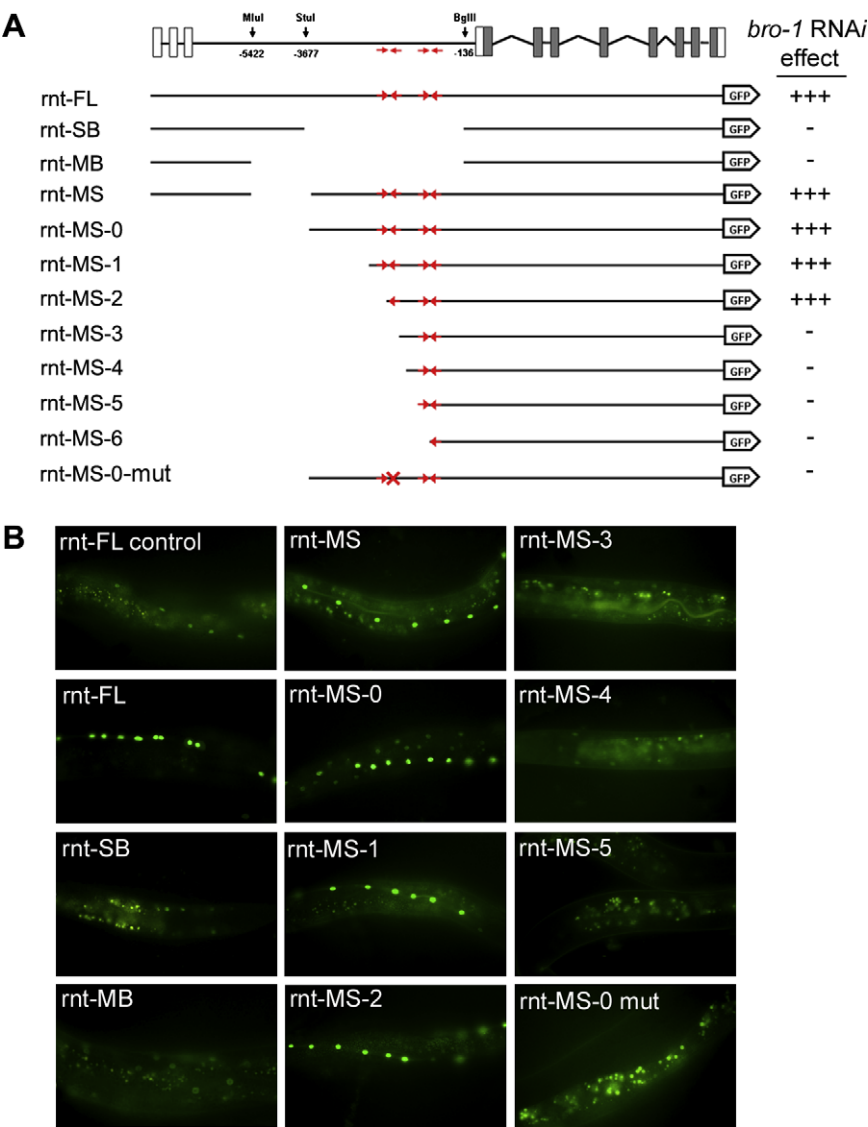 A
MluI StuI BglII
-5422 -3677 -136
bro-1 RNAi
effect
rnt-FL GFP +++
rnt-SB GFP -
rnt-MB GFP -
rnt-MS GFP +++
rnt-MS-0 GFP +++
rnt-MS-1 GFP +++
rnt-MS-2 GFP +++
rnt-MS-3 GFP -
rnt-MS-4 GFP -
rnt-MS-5 GFP -
rnt-MS-6 GFP -
rnt-MS-0-mut GFP -
B
rnt-FL control rnt-MS rnt-MS-3
rnt-FL rnt-MS-0 rnt-MS-4
rnt-SB rnt-MS-1 rnt-MS-5
rnt-MB rnt-MS-2 rnt-MS-0 mut